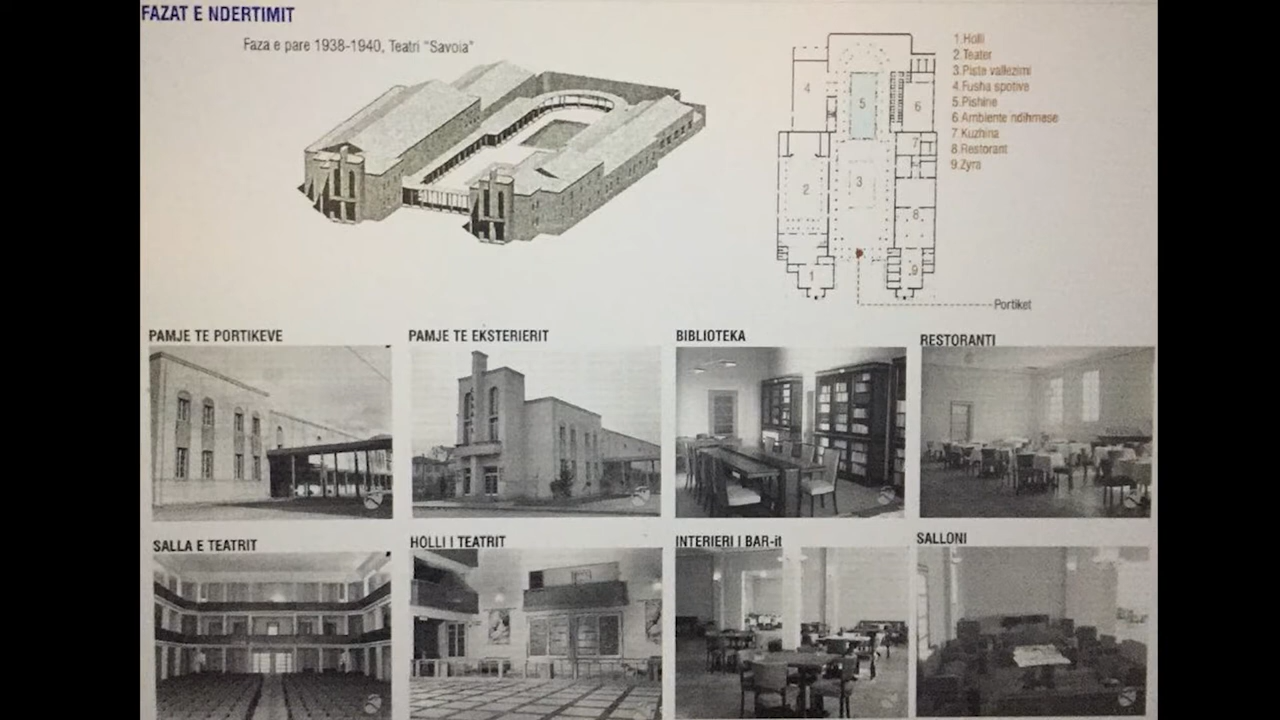 FAZAT E NDERTIMIT
Faza e pare 1938-1940, Teatri "Savoia"
1.Holli
2.Teater
3.Piste vallezimi
4.Fusha spotive
5.Pishine
6.Ambiente ndihmese
7.Kuzhina
8.Restorant
9.Zyra
4
5
6
7
2
3
8
1
9
Portiket
PAMJE TE PORTIKEVE
PAMJE TE EKSTERIERIT
BIBLIOTEKA
RESTORANTI
SALLA E TEATRIT
HOLLI I TEATRIT
INTERIERI I BAR-it
SALLONI